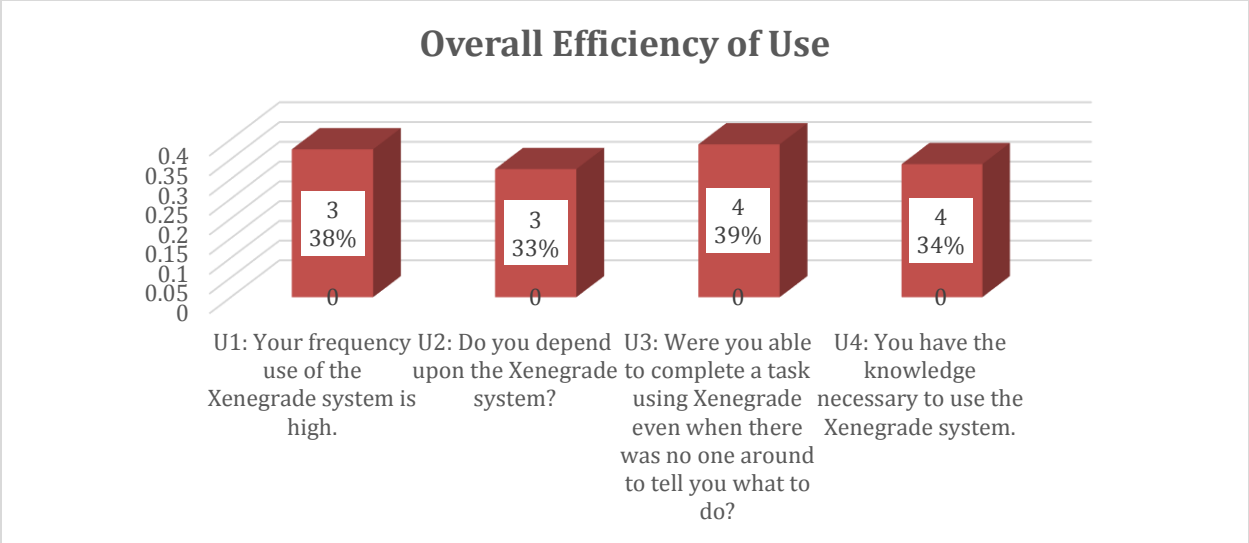 Overall Efficiency of Use
0.4
0.35
0.3
0.25
0.2
0.15
0.1
0.05
0
3
38%
0
3
33%
0
4
39%
0
4
34%
0
U1: Your frequency
use of the
Xenegrade system is
high.
U2: Do you depend
upon the Xenegrade
system?
U3: Were you able
to complete a task
using Xenegrade
even when there
was no one around
to tell you what to
do?
U4: You have the
knowledge
necessary to use the
Xenegrade system.